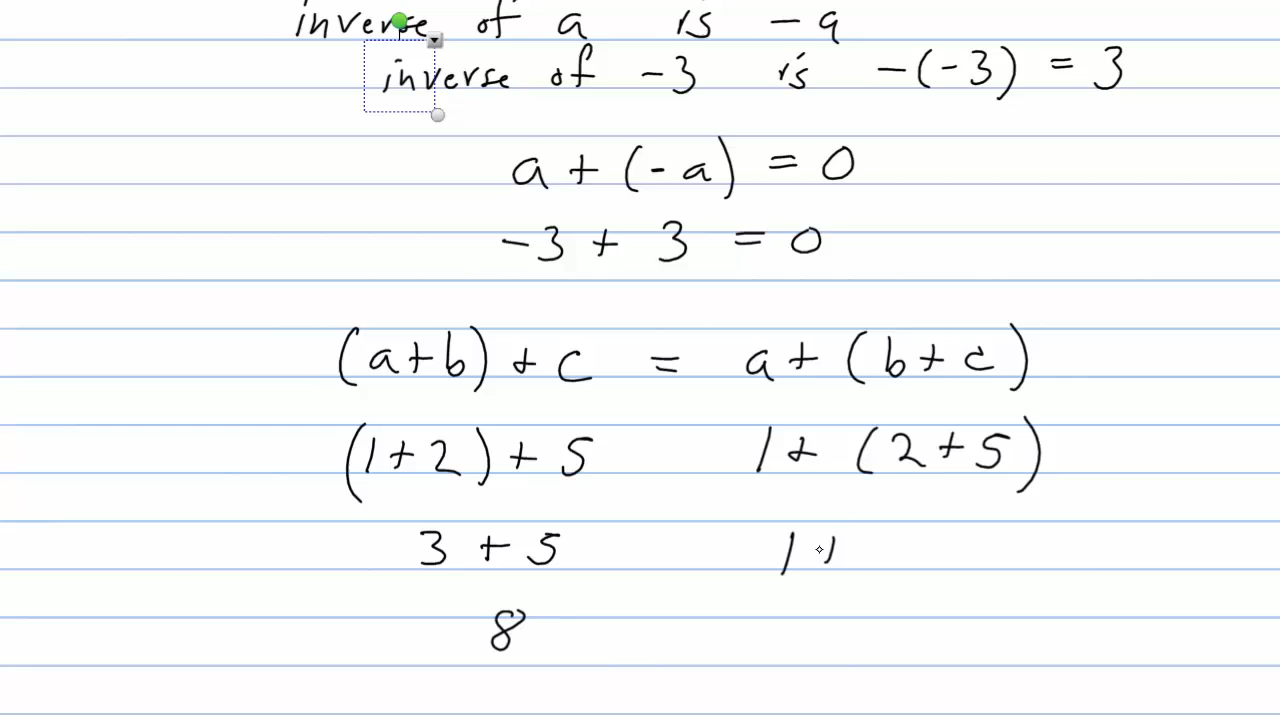 inverse of a is -a
inverse of -3 is -(-3) = 3
a + (-a) = 0
-3 + 3 = 0
(a+b) + c = a + (b + c)
(1+2) + 5 1 + (2 + 5)
3 + 5 1
8